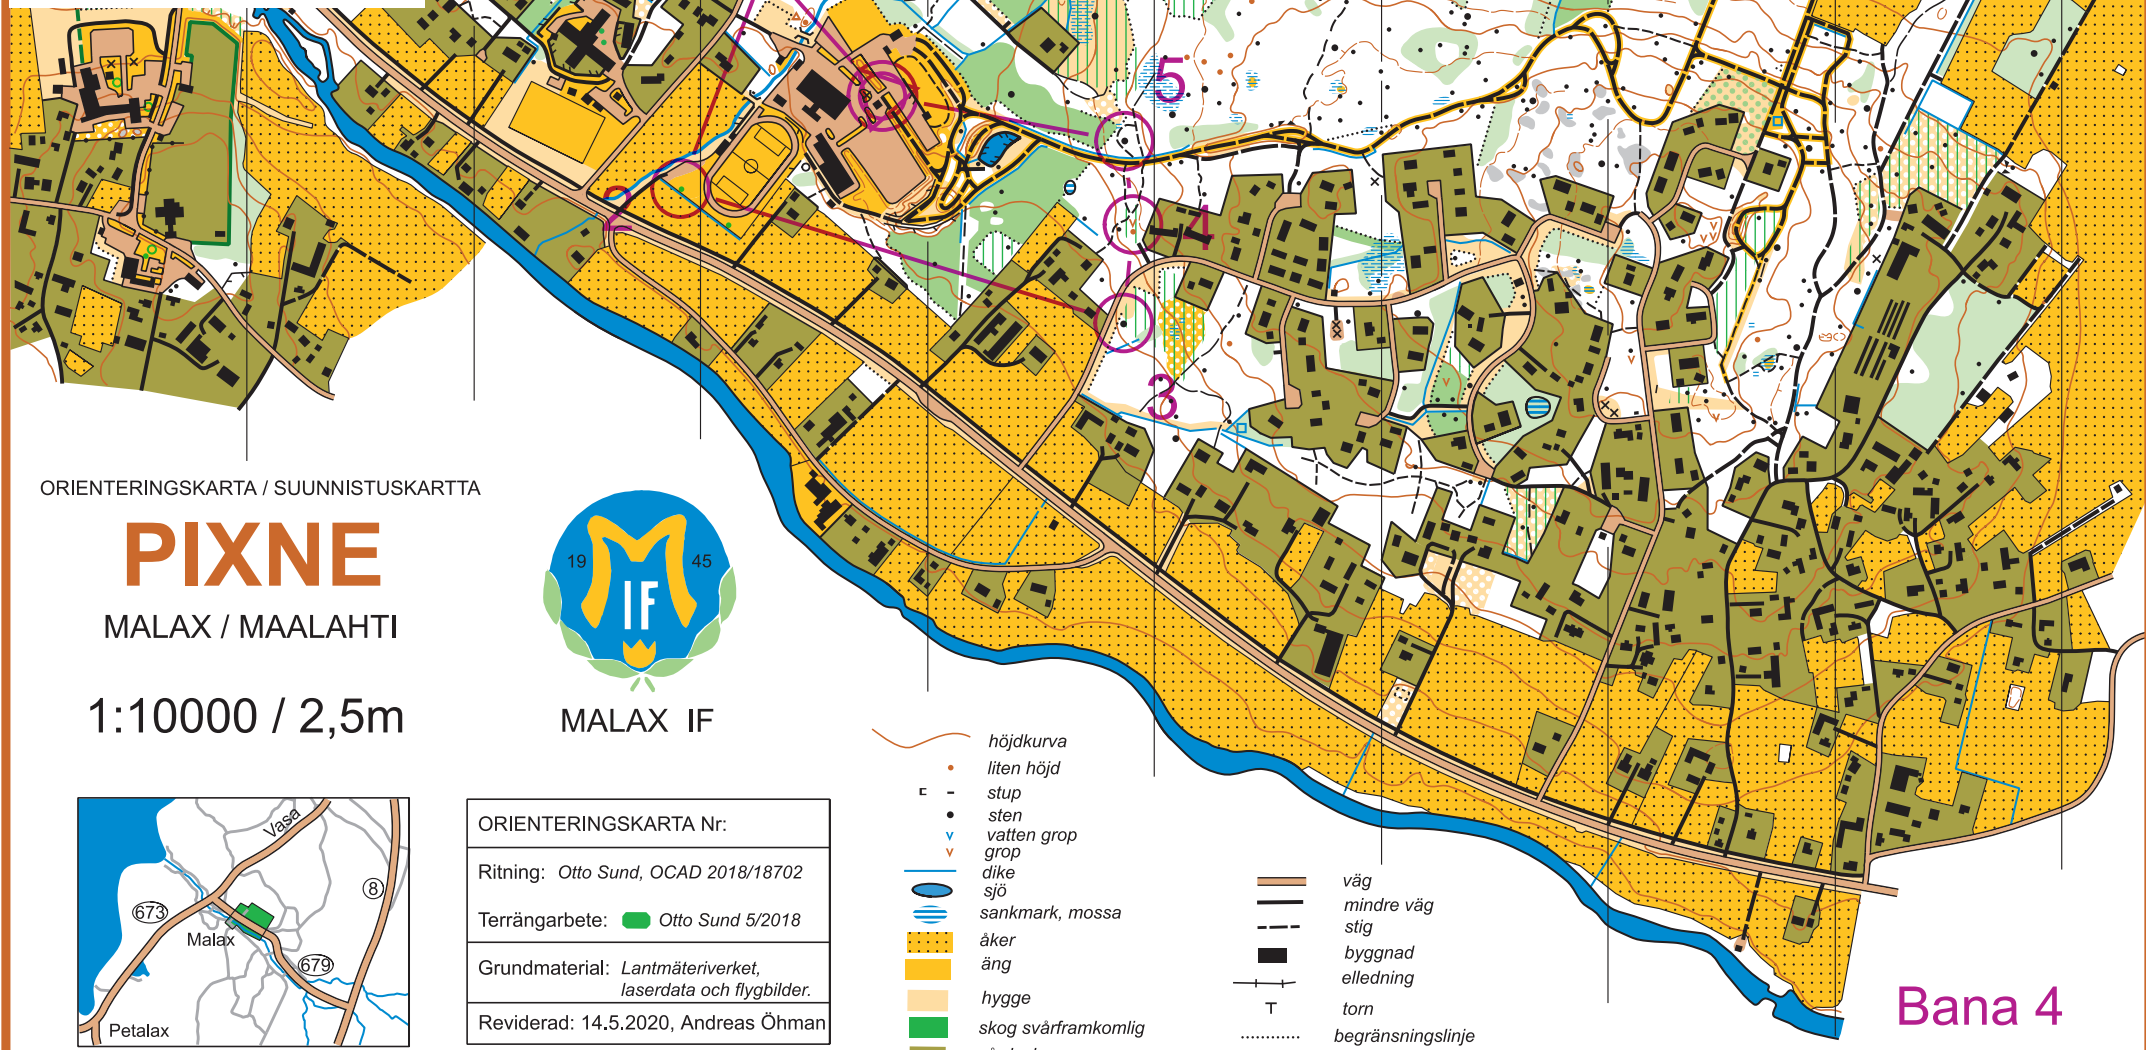 5
2
4
3
ORIENTERINGSKARTA / SUUNNISTUSKARTTA
PIXNE
MALAX / MAALAHTI
1:10000 / 2,5m
19 45
IF
MALAX IF
Vasa
8
673
Malax
679
Petalax
ORIENTERINGSKARTA Nr:
Ritning: Otto Sund, OCAD 2018/18702
Terrängarbete: Otto Sund 5/2018
Grundmaterial: Lantmäteriverket,
laserdata och flygbilder.
Reviderad: 14.5.2020, Andreas Öhman
höjdkurva
liten höjd
stup
sten
vatten grop
grop
dike
sjö
sankmark, mossa
åker
äng
hygge
skog svårframkomlig
väg
mindre väg
stig
byggnad
elledning
T torn
begränsningslinje
Bana 4